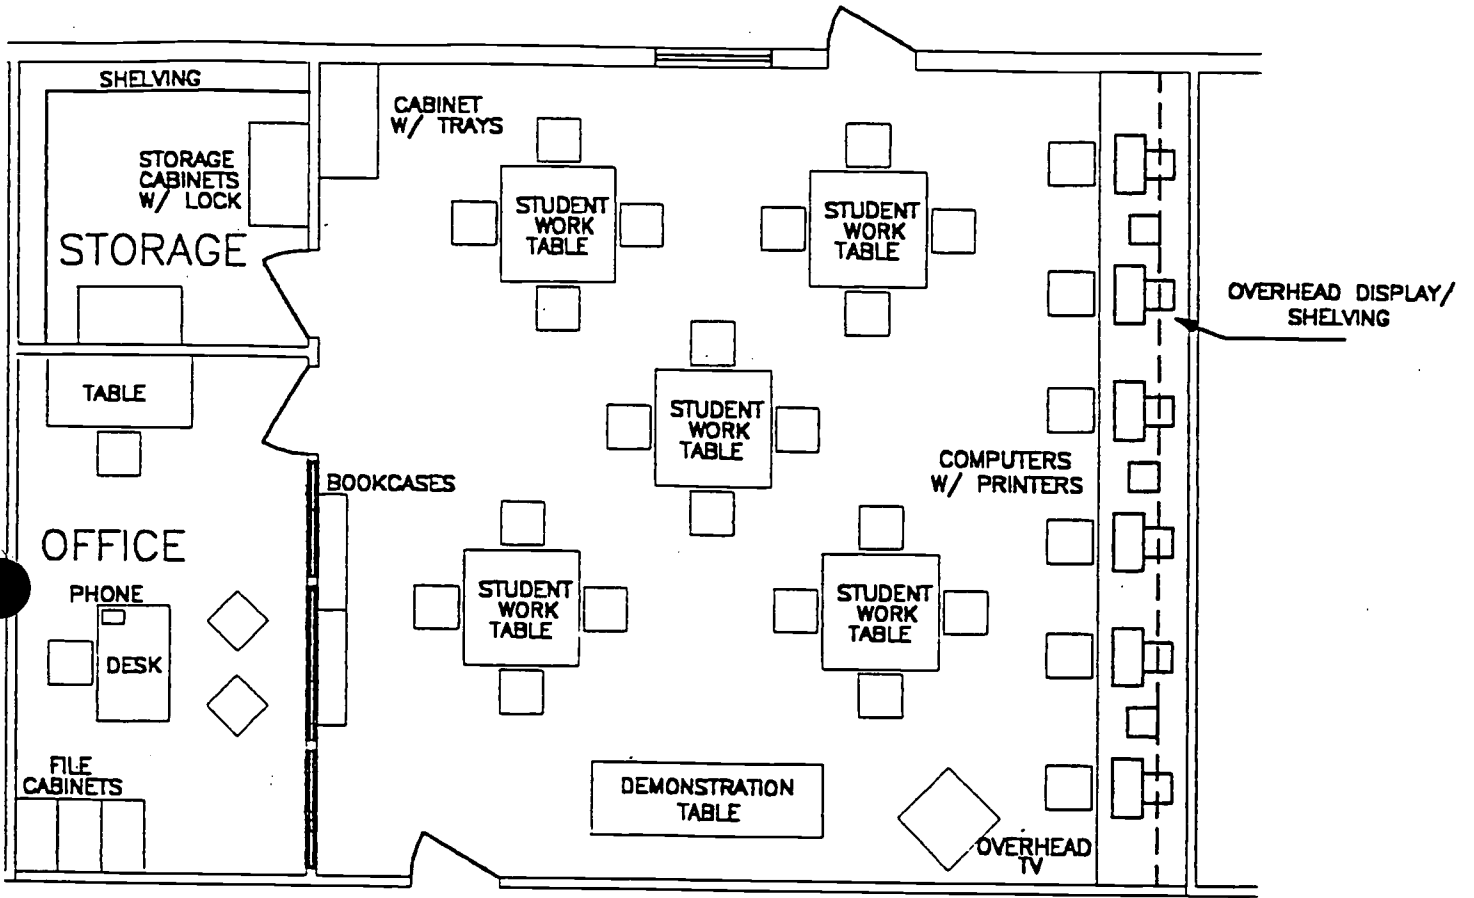 SHELVING
CABINET
W/ TRAYS
STORAGE
CABINETS
W/ LOCK
STORAGE
STUDENT
WORK
TABLE
STUDENT
WORK
TABLE
OVERHEAD DISPLAY/
SHELVING
TABLE
STUDENT
WORK
TABLE
BOOKCASES
COMPUTERS
W/ PRINTERS
OFFICE
PHONE
DESK
STUDENT
WORK
TABLE
STUDENT
WORK
TABLE
FILE
CABINETS
DEMONSTRATION
TABLE
OVERHEAD
TV